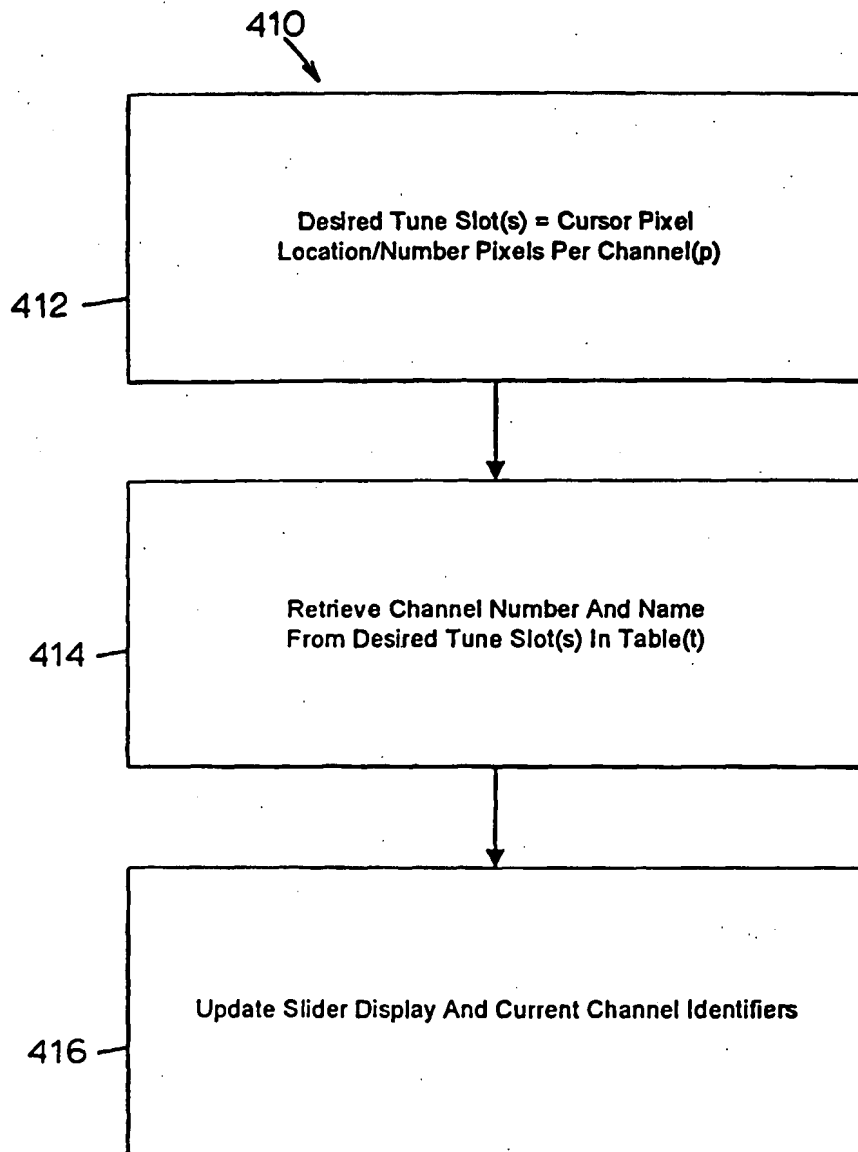 410
Desired Tune Slot(s) = Cursor Pixel
Location/Number Pixels Per Channel(p)
412
Retrieve Channel Number And Name
From Desired Tune Slot(s) In Table(t)
414
Update Slider Display And Current Channel Identifiers
416